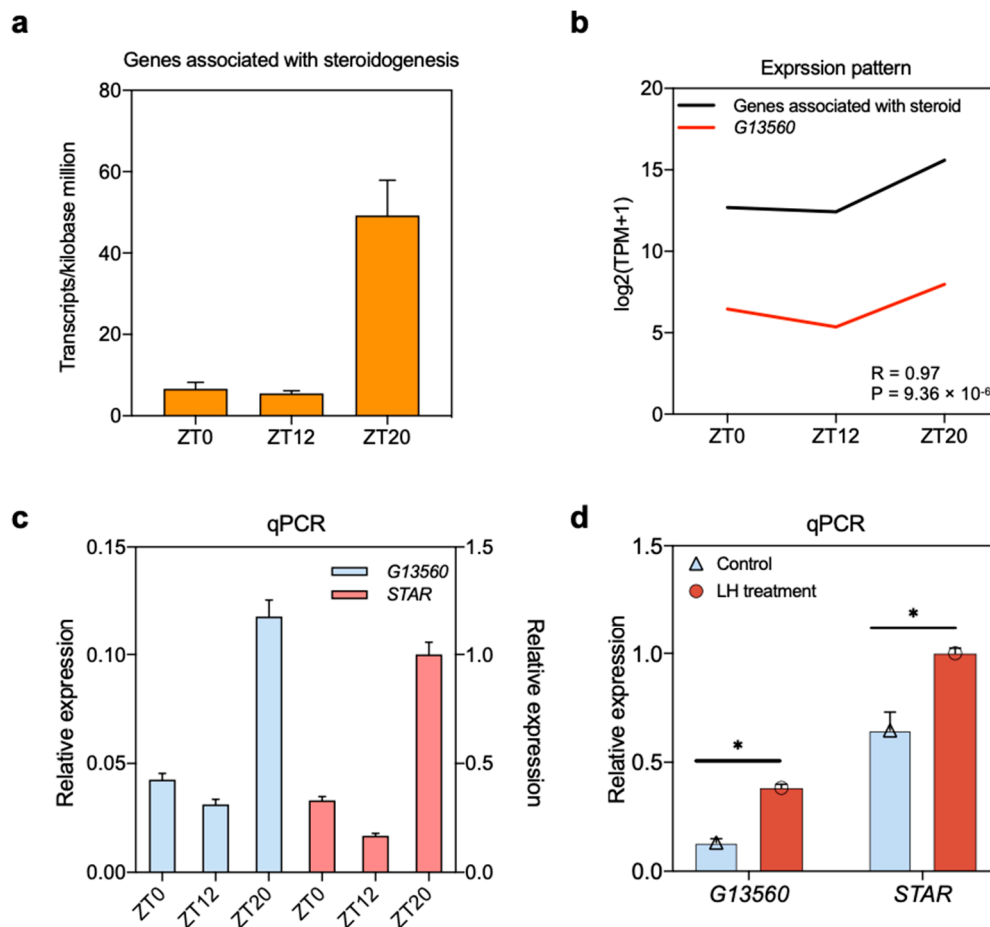 a
Genes associated with steroidogenesis
Transcripts/kilobase million
80
60
40
20
0
ZT0 ZT12 ZT20
b
Exprssion pattern
log2(TPM+1)
20
15
10
5
0
Genes associated with steroid
G13560
R = 0.97
P = 9.36 × 10-6
ZT0 ZT12 ZT20
c
qPCR
Relative expression
0.15
0.10
0.05
0.00
G13560
STAR
1.5
1.0
0.5
0.0
Relative expression
ZT0 ZT12 ZT20 ZT0 ZT12 ZT20
d
qPCR
Relative expression
1.5
1.0
0.5
0.0
Control
LH treatment
*
*
G13560 STAR